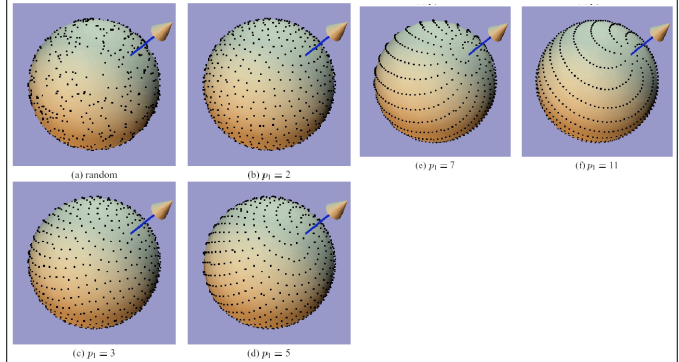 (a) random
(b) p₁ = 2
(e) p₁ = 7
(f) p₁ = 11
(c) p₁ = 3
(d) p₁ = 5